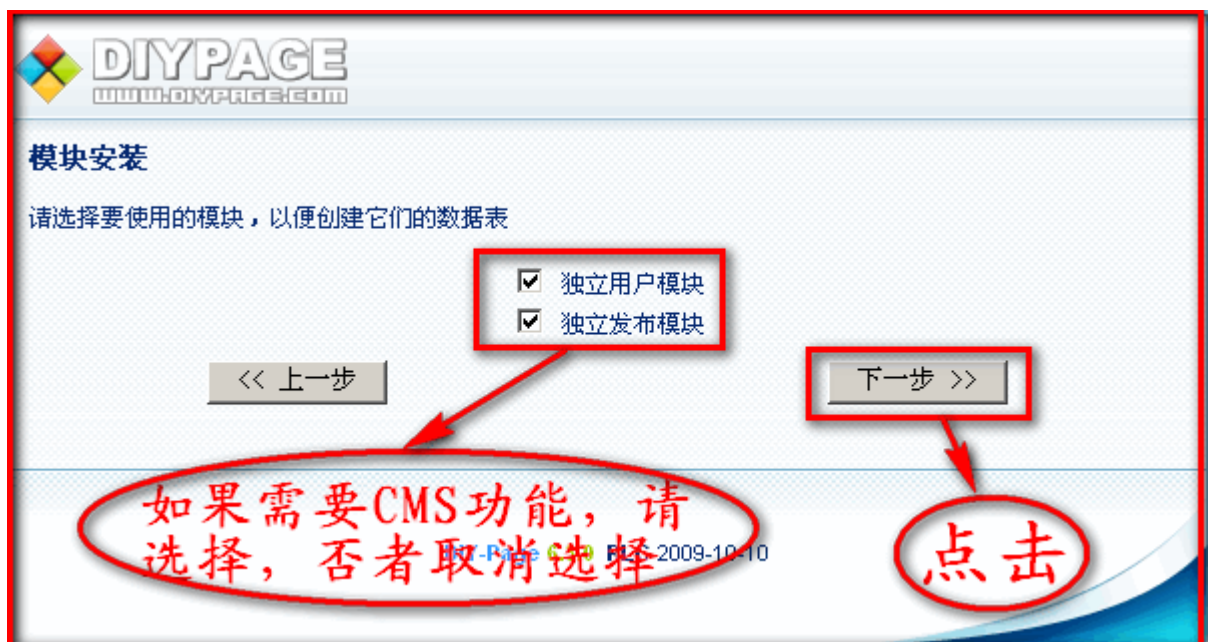 DIYPAGE
www.diypage.com
模块安装
请选择要使用的模块，以便创建它们的数据表
独立用户模块
独立发布模块
<< 上一步
下一步 >>
如果需要CMS功能，请
选择，否者取消选择
点击
2009-10-10